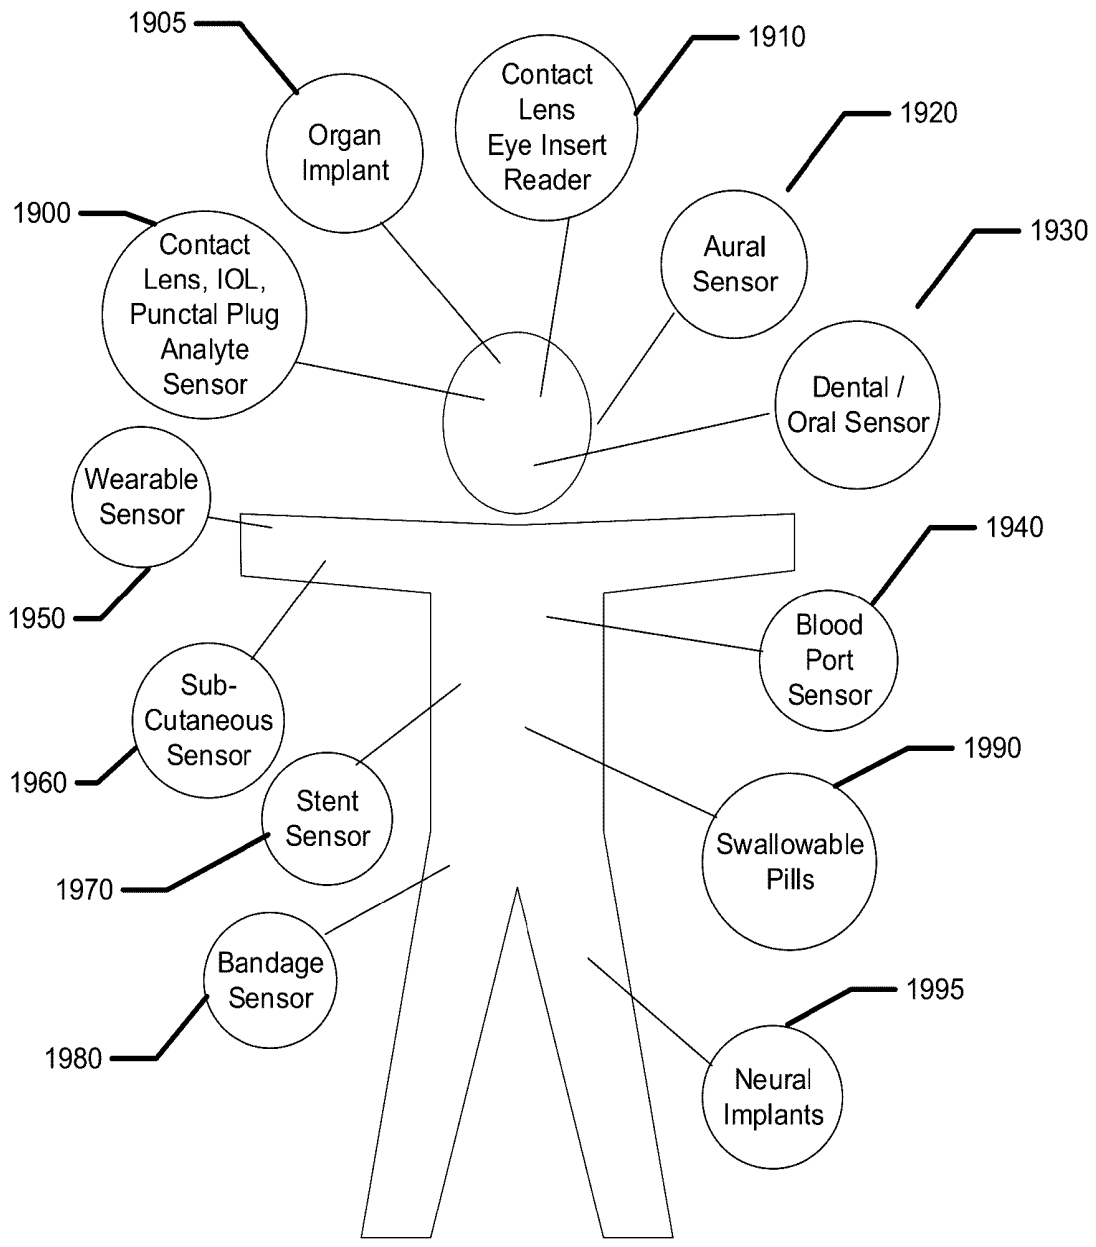 1905
Organ
Implant
1910
Contact
Lens
Eye Insert
Reader
1920
Aural
Sensor
1900
Contact
Lens, IOL,
Punctal Plug
Analyte
Sensor
1930
Dental /
Oral Sensor
Wearable
Sensor
1950
1940
Blood
Port
Sensor
Sub-
Cutaneous
Sensor
1960
1990
Swallowable
Pills
Stent
Sensor
1970
Bandage
Sensor
1980
1995
Neural
Implants